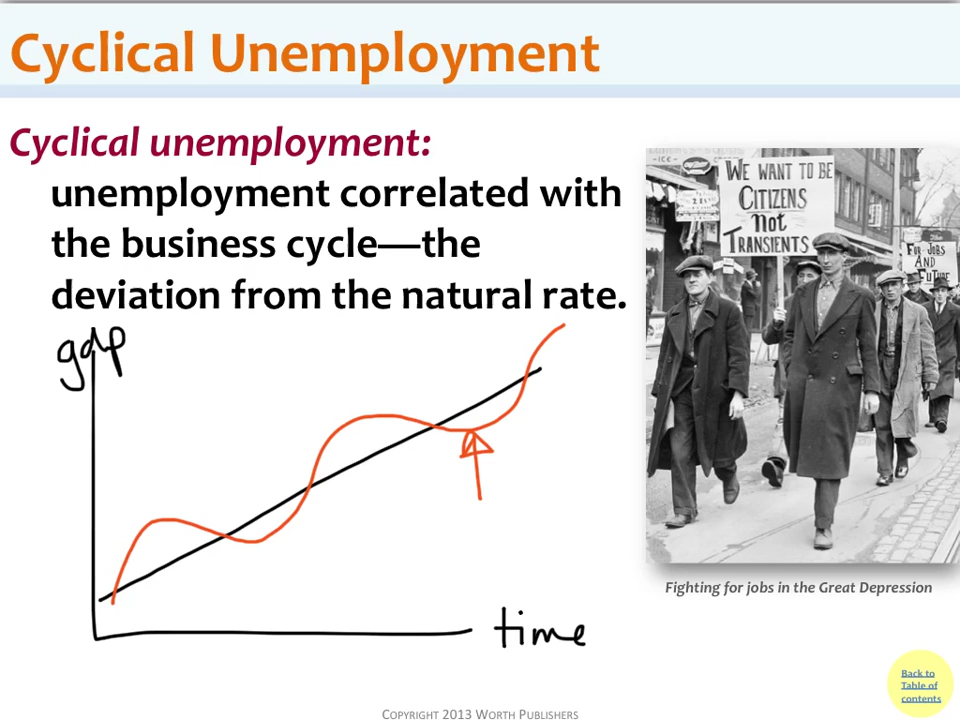 Cyclical Unemployment
Cyclical unemployment:
unemployment correlated with
the business cycle—the
deviation from the natural rate.
gdp
time
-ICE-
WE WANT TO BE
CITIZENS
NOT
TRANSIENTS
FOR JOBS
AND
FUTURE
Fighting for jobs in the Great Depression
Back to
Table of
contents
COPYRIGHT 2013 WORTH PUBLISHERS